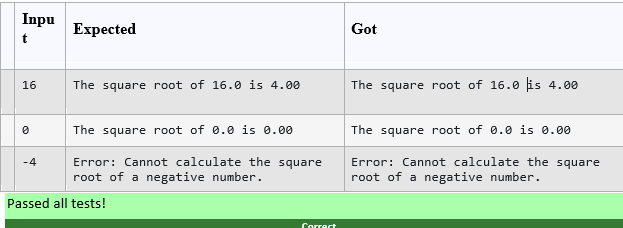 Inpu
t
Expected
Got
16
The square root of 16.0 is 4.00
The square root of 16.0 is 4.00
0
The square root of 0.0 is 0.00
The square root of 0.0 is 0.00
-4
Error: Cannot calculate the square
root of a negative number.
Error: Cannot calculate the square
root of a negative number.
Passed all tests!
Correct